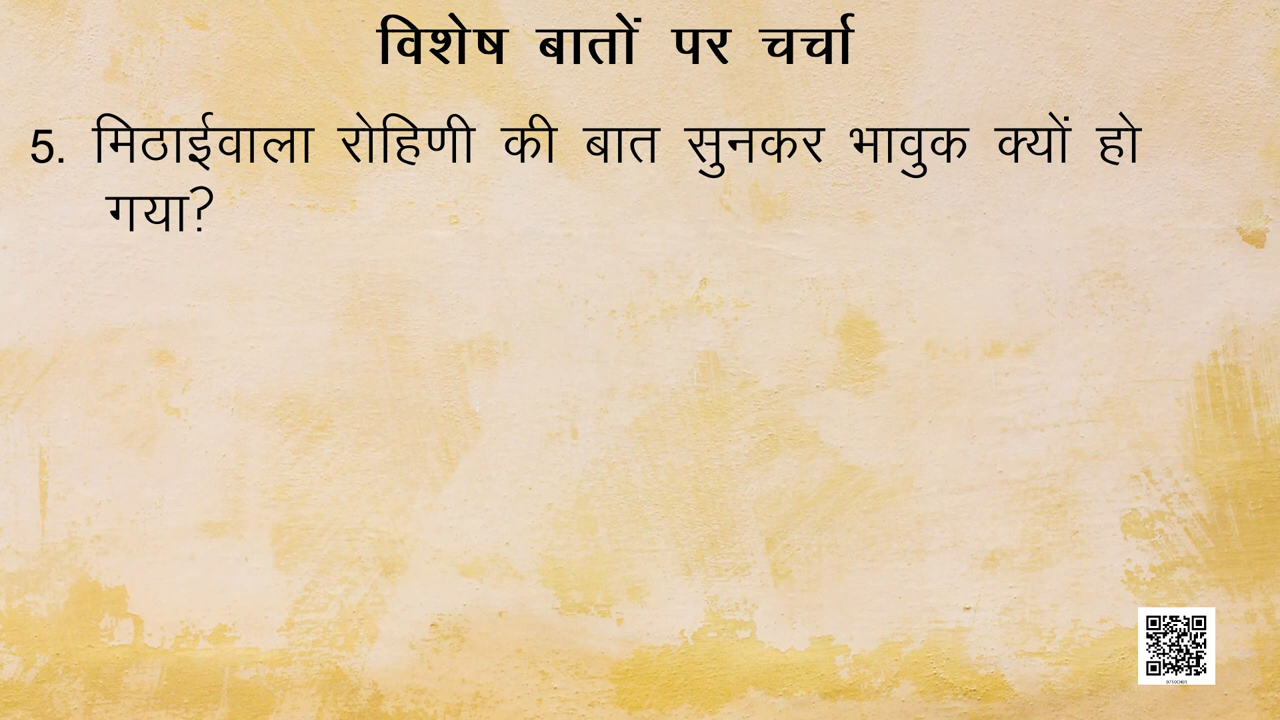 विशेष बातों पर चर्चा
5. मिठाईवाला रोहिणी की बात सुनकर भावुक क्यों हो
गया?